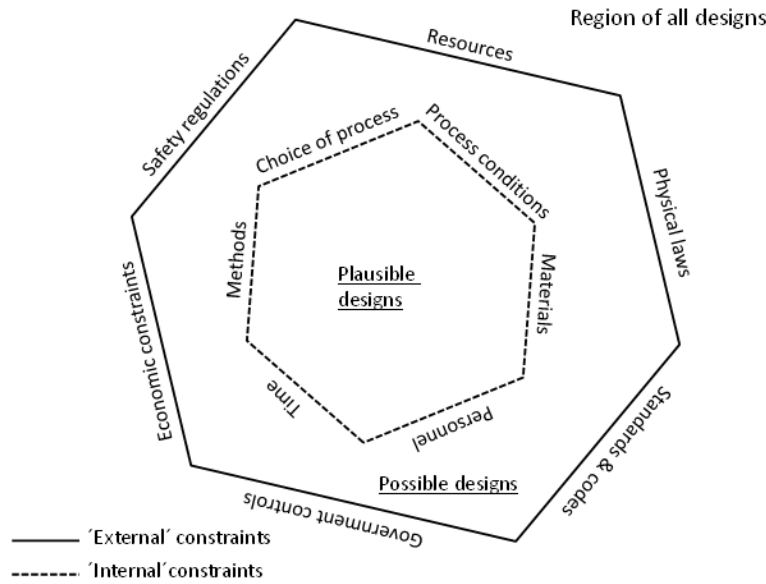 Region of all designs
Resources
Safety regulations
Choice of process
Process conditions
Physical laws
Methods
Plausible
designs
Materials
Economic constraints
Time
Personnel
Standards & codes
Possible designs
Government controls
´External´ constraints
´Internal´constraints